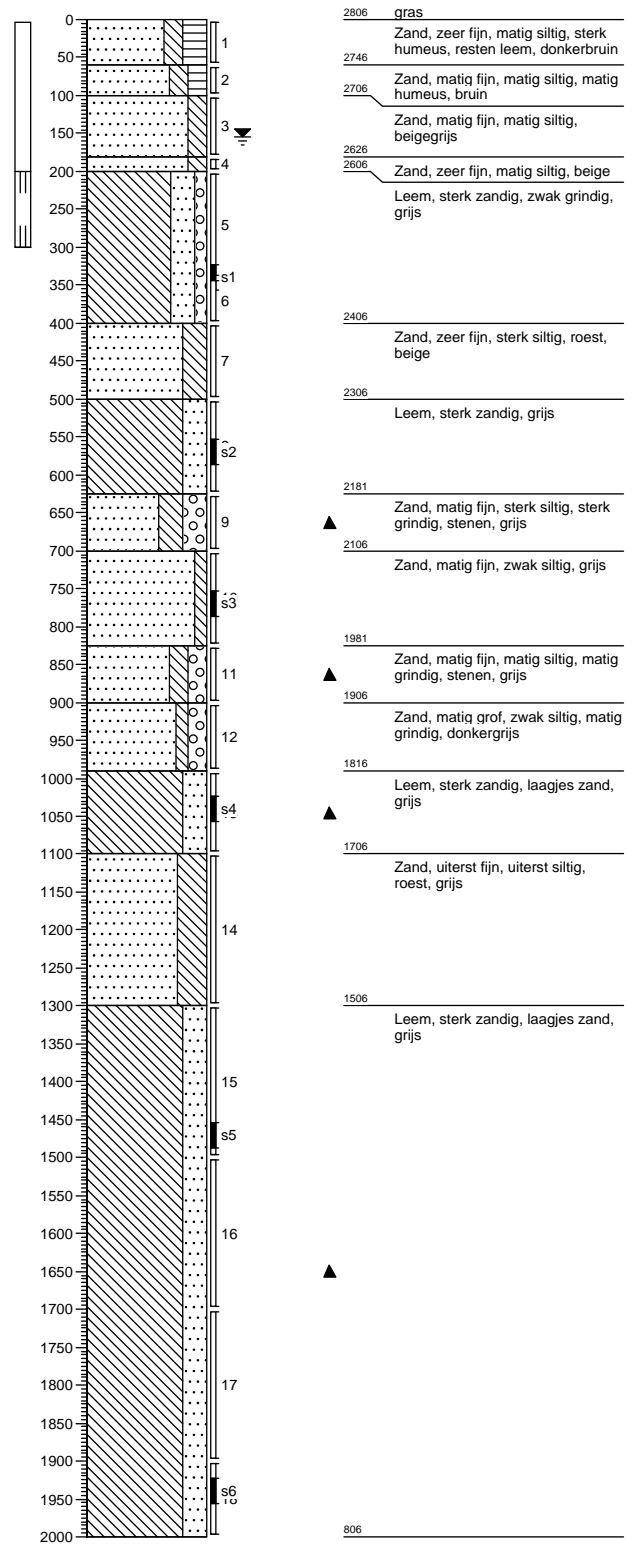 0
50
100
150
200
250
300
350
400
450
500
550
600
650
700
750
800
850
900
950
1000
1050
1100
1150
1200
1250
1300
1350
1400
1450
1500
1550
1600
1650
1700
1750
1800
1850
1900
1950
2000
1
2
3
4
5
s1
6
7
s2
9
s3
11
12
s4
14
15
s5
16
17
s6
2806
gras
Zand, zeer fijn, matig siltig, sterk
humeus, resten leem, donkerbruin
2746
Zand, matig fijn, matig siltig, matig
humeus, bruin
2706
Zand, matig fijn, matig siltig,
beigegrijs
2626
Zand, zeer fijn, matig siltig, beige
2606
Leem, sterk zandig, zwak grindig,
grijs
2406
Zand, zeer fijn, sterk siltig, roest,
beige
2306
Leem, sterk zandig, grijs
2181
Zand, matig fijn, sterk siltig, sterk
grindig, stenen, grijs
2106
Zand, matig fijn, zwak siltig, grijs
1981
Zand, matig fijn, matig siltig, matig
grindig, stenen, grijs
1906
Zand, matig grof, zwak siltig, matig
grindig, donkergrijs
1816
Leem, sterk zandig, laagjes zand,
grijs
1706
Zand, uiterst fijn, uiterst siltig,
roest, grijs
1506
Leem, sterk zandig, laagjes zand,
grijs
806